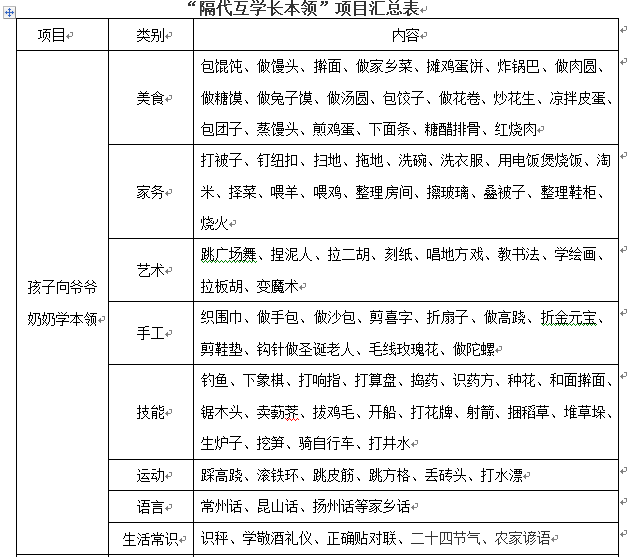 “隔代互学长本领”项目汇总表
项目
类别
内容
孩子向爷爷
奶奶学本领
美食
包馄饨、做馒头、擀面、做家乡菜、摊鸡蛋饼、炸锅巴、做肉圆、
做糖馍、做兔子馍、做汤圆、包饺子、做花卷、炒花生、凉拌皮蛋、
包团子、蒸馒头、煎鸡蛋、下面条、糖醋排骨、红烧肉
家务
打被子、钉纽扣、扫地、拖地、洗碗、洗衣服、用电饭煲烧饭、淘
米、择菜、喂羊、喂鸡、整理房间、擦玻璃、叠被子、整理鞋柜、
烧火
艺术
跳广场舞、捏泥人、拉二胡、刻纸、唱地方戏、教书法、学绘画、
拉板胡、变魔术
手工
织围巾、做手包、做沙包、剪喜字、折扇子、做高跷、折金元宝、
剪鞋垫、钩针做圣诞老人、毛线玫瑰花、做陀螺
技能
钓鱼、下象棋、打响指、打算盘、捣药、识药方、种花、和面擀面、
锯木头、卖荸荠、拔鸡毛、开船、打花牌、射箭、捆稻草、堆草垛、
生炉子、挖笋、骑自行车、打井水
运动
踩高跷、滚铁环、跳皮筋、跳方格、丢砖头、打水漂
语言
常州话、昆山话、扬州话等家乡话
生活常识
识秤、学敬酒礼仪、正确贴对联、二十四节气、农家谚语